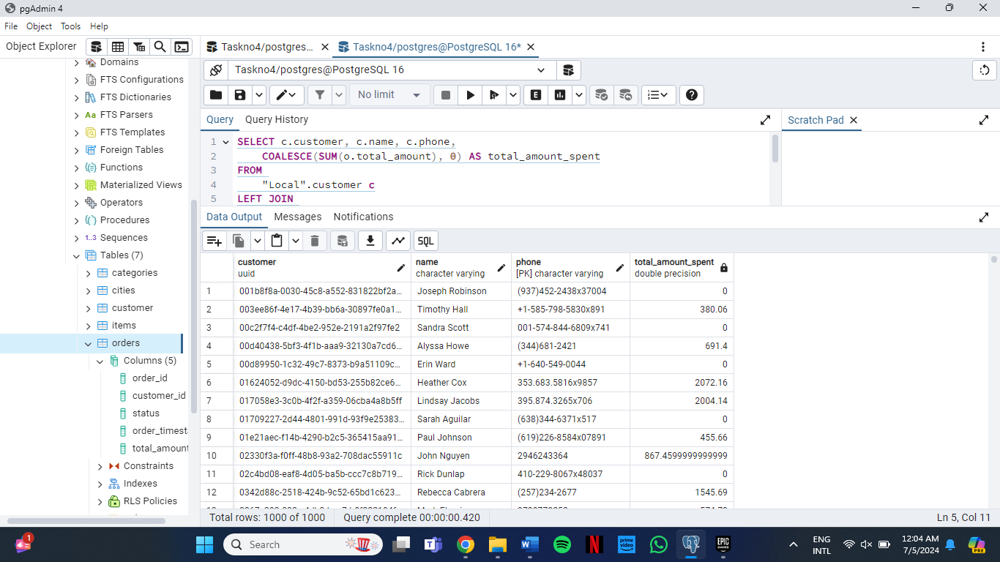 pgAdmin 4
File Object Tools Help
Object Explorer
Taskno4/postgres...
Taskno4/postgres@PostgreSQL 16*
Taskno4/postgres@PostgreSQL 16
No limit
E
Query Query History
Scratch Pad
1 SELECT c.customer, c.name, c.phone,
2 COALESCE(SUM(o.total_amount), 0) AS total_amount_spent
3 FROM
4 "Local".customer c
5 LEFT JOIN
Data Output Messages Notifications
SQL
customer name phone total_amount_spent
uuid character varying [PK] character varying double precision
1 001b8f8a-0030-45c8-a552-831822bf2a... Joseph Robinson (937)452-2438x37004 0
2 003ee86f-4e17-4b39-bb6a-30897fe0a1... Timothy Hall +1-585-798-5830x891 380.06
3 00c2f7f4-c4df-4be2-952e-2191a2f97fe2 Sandra Scott 001-574-844-6809x741 0
4 00d40438-5bf3-4f1b-aaa9-32130a7cd6... Alyssa Howe (344)681-2421 691.4
5 00d89950-1c32-49c7-8373-b9a51109c... Erin Ward +1-640-549-0044 0
6 01624052-d9dc-4150-bd53-255b82ce6... Heather Cox 353.683.5816x9857 2072.16
7 017058e3-3c0b-4f2f-a359-06cba4a8b5ff Lindsay Jacobs 395.874.3265x706 2004.14
8 01709227-2d44-4801-991d-93f9e25383... Sarah Aguilar (638)344-6371x517 0
9 01e21aec-f14b-4290-b2c5-365415aa91... Paul Johnson (619)226-8584x07891 455.66
10 02330f3a-f0ff-48b8-93a2-708dac55911c John Nguyen 2946243364 867.4599999999999
11 02c4bd08-eaf8-4d05-ba5b-ccc7c8b719... Rick Dunlap 410-229-8067x48037 0
12 0342d88c-2518-424b-9c52-65bd1c623... Rebecca Cabrera (257)234-2677 1545.69
Total rows: 1000 of 1000 Query complete 00:00:00.420 Ln 5, Col 11
Domains
FTS Configurations
FTS Dictionaries
Aa FTS Parsers
FTS Templates
Foreign Tables
Functions
Materialized Views
Operators
Procedures
1..3 Sequences
Tables (7)
categories
cities
customer
items
orders
Columns (5)
order_id
customer_id
status
order_timesta
total_amount
Constraints
Indexes
RLS Policies
1
Search
prime video
EPIC GAMES
ENG
INTL
12:04 AM
7/5/2024
PRE